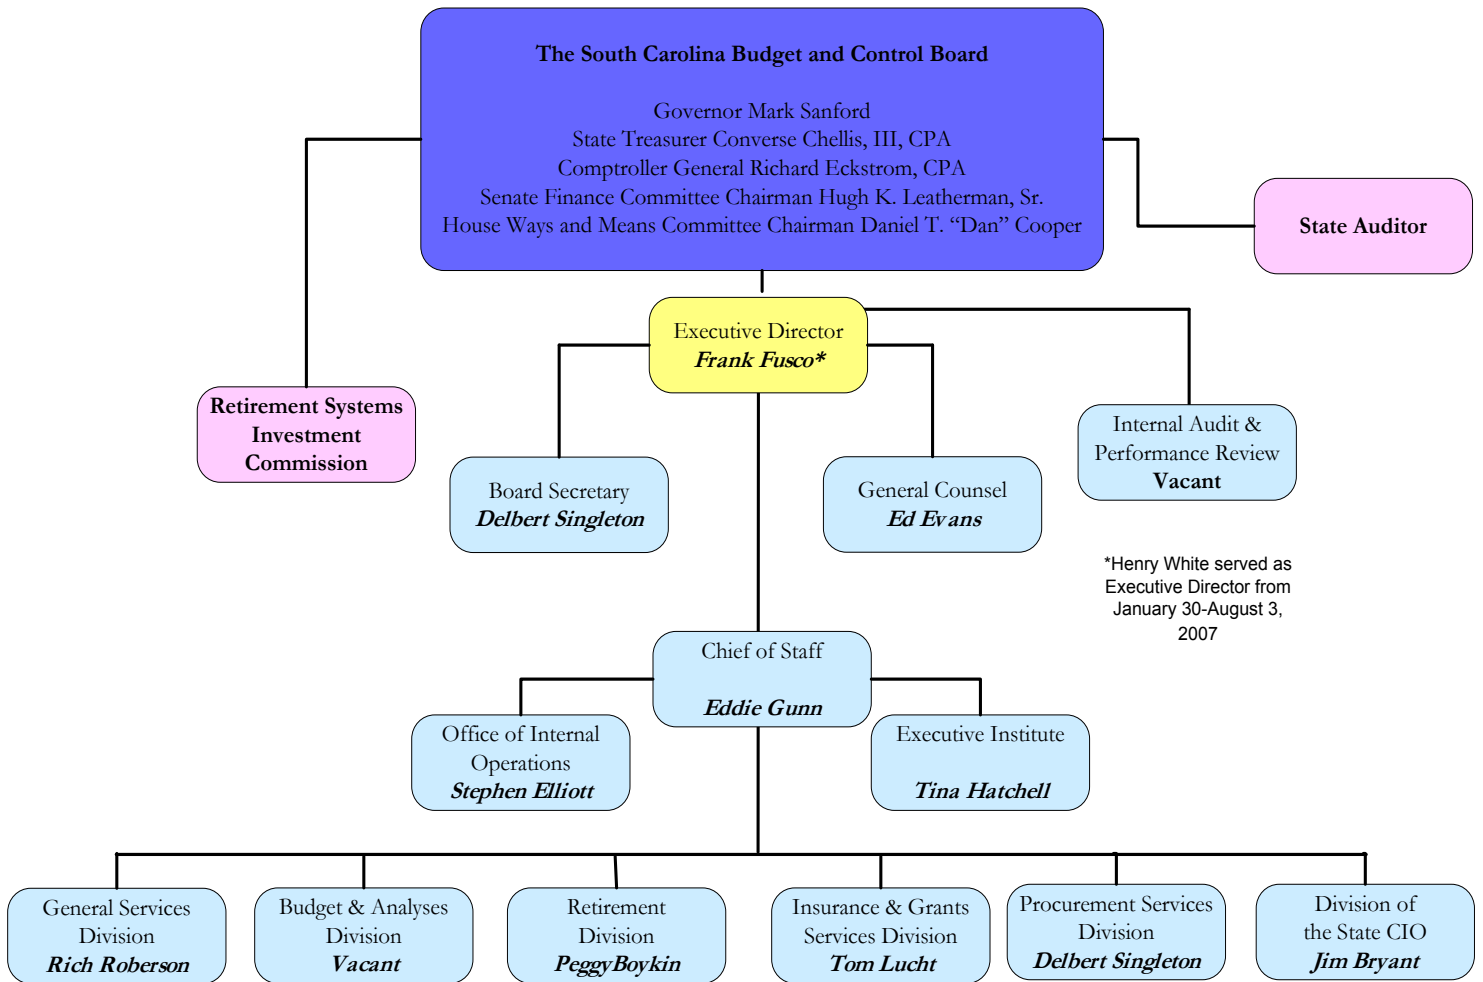 The South Carolina Budget and Control Board
Governor Mark Sanford
State Treasurer Converse Chellis, III, CPA
Comptroller General Richard Eckstrom, CPA
Senate Finance Committee Chairman Hugh K. Leatherman, Sr.
House Ways and Means Committee Chairman Daniel T. “Dan” Cooper
State Auditor
Executive Director
Frank Fusco*
Retirement Systems
Investment
Commission
Internal Audit &
Performance Review
Vacant
Board Secretary
Delbert Singleton
General Counsel
Ed Evans
*Henry White served as
Executive Director from
January 30-August 3,
2007
Chief of Staff
Eddie Gunn
Office of Internal
Operations
Stephen Elliott
Executive Institute
Tina Hatchell
General Services
Division
Rich Roberson
Budget & Analyses
Division
Vacant
Retirement
Division
PeggyBoykin
Insurance & Grants
Services Division
Tom Lucht
Procurement Services
Division
Delbert Singleton
Division of
the State CIO
Jim Bryant